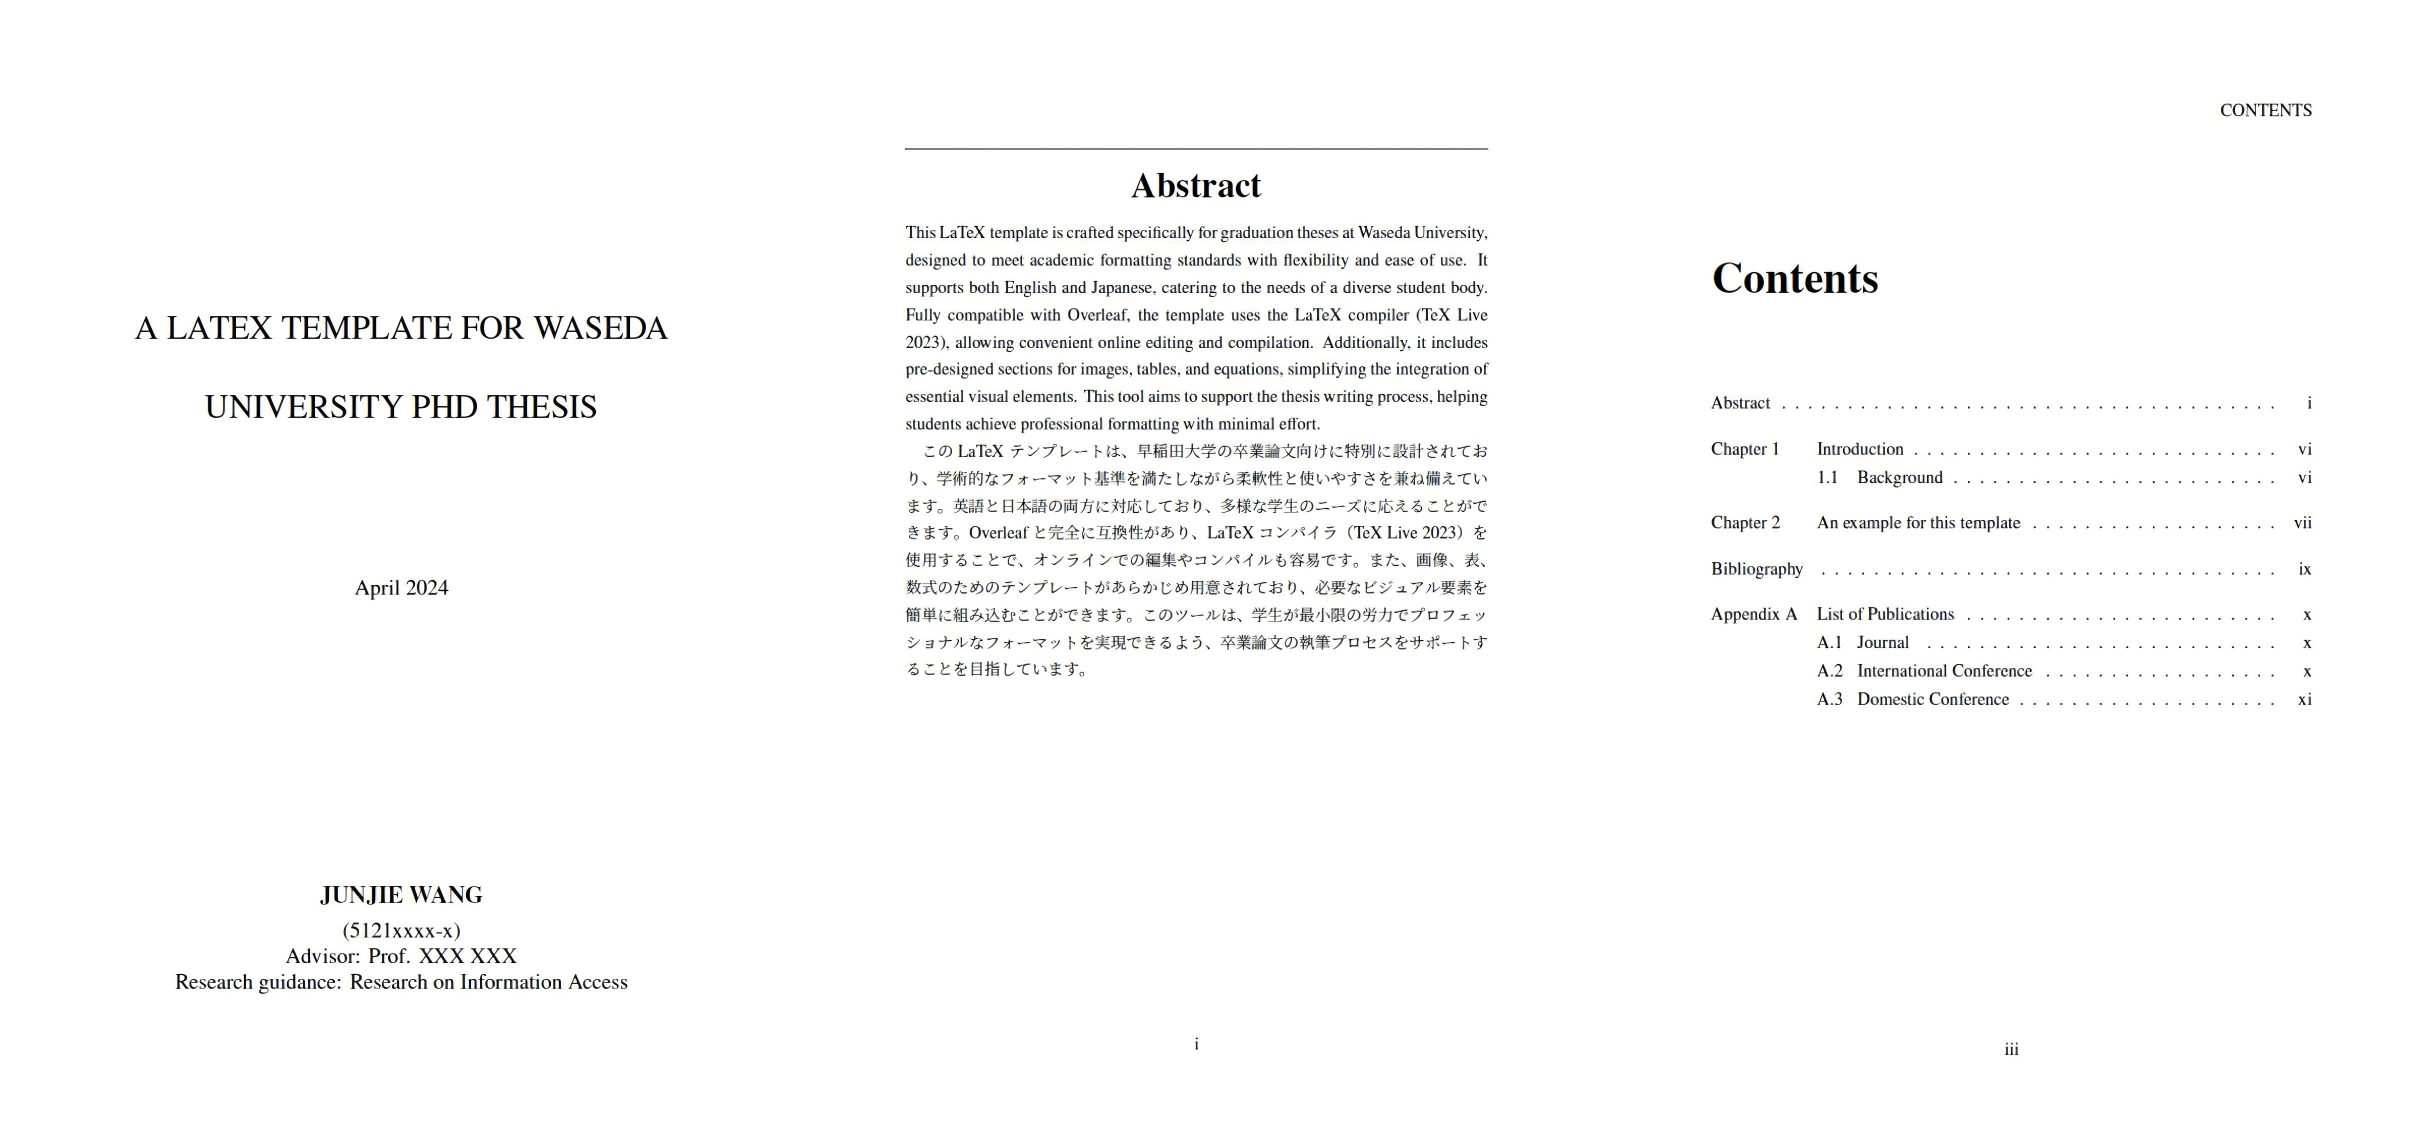 A LATEX TEMPLATE FOR WASEDA
UNIVERSITY PHD THESIS
April 2024
JUNJIE WANG
(5121xxxx-x)
Advisor: Prof. XXX XXX
Research guidance: Research on Information Access
Abstract
This LaTeX template is crafted specifically for graduation theses at Waseda University,
designed to meet academic formatting standards with flexibility and ease of use. It
supports both English and Japanese, catering to the needs of a diverse student body.
Fully compatible with Overleaf, the template uses the LaTeX compiler (TeX Live
2023), allowing convenient online editing and compilation. Additionally, it includes
pre-designed sections for images, tables, and equations, simplifying the integration of
essential visual elements. This tool aims to support the thesis writing process, helping
students achieve professional formatting with minimal effort.
この LaTeX テンプレートは、早稲田大学の卒業論文向けに特別に設計されてお
り、学術的なフォーマット基準を満たしながら柔軟性と使いやすさを兼ね備えてい
ます。英語と日本語の両方に対応しており、多様な学生のニーズに応えることがで
きます。Overleaf と完全に互換性があり、LaTeX コンパイラ（TeX Live 2023）を
使用することで、オンラインでの編集やコンパイルも容易です。また、画像、表、
数式のためのテンプレートがあらかじめ用意されており、必要なビジュアル要素を
簡単に組み込むことができます。このツールは、学生が最小限の労力でプロフェッ
ショナルなフォーマットを実現できるよう、卒業論文の執筆プロセスをサポートす
ることを目指しています。
i
CONTENTS
Contents
Abstract . . . . . . . . . . . . . . . . . . . . . . . . . . . . . . . . . . . . . . i
Chapter 1 Introduction . . . . . . . . . . . . . . . . . . . . . . . . . . . . vi
1.1 Background . . . . . . . . . . . . . . . . . . . . . . . . . vi
Chapter 2 An example for this template . . . . . . . . . . . . . . . . . . . vii
Bibliography . . . . . . . . . . . . . . . . . . . . . . . . . . . . . . . . . . . ix
Appendix A List of Publications . . . . . . . . . . . . . . . . . . . . . . . . x
A.1 Journal . . . . . . . . . . . . . . . . . . . . . . . . . . . x
A.2 International Conference . . . . . . . . . . . . . . . . . . x
A.3 Domestic Conference . . . . . . . . . . . . . . . . . . . . xi
iii